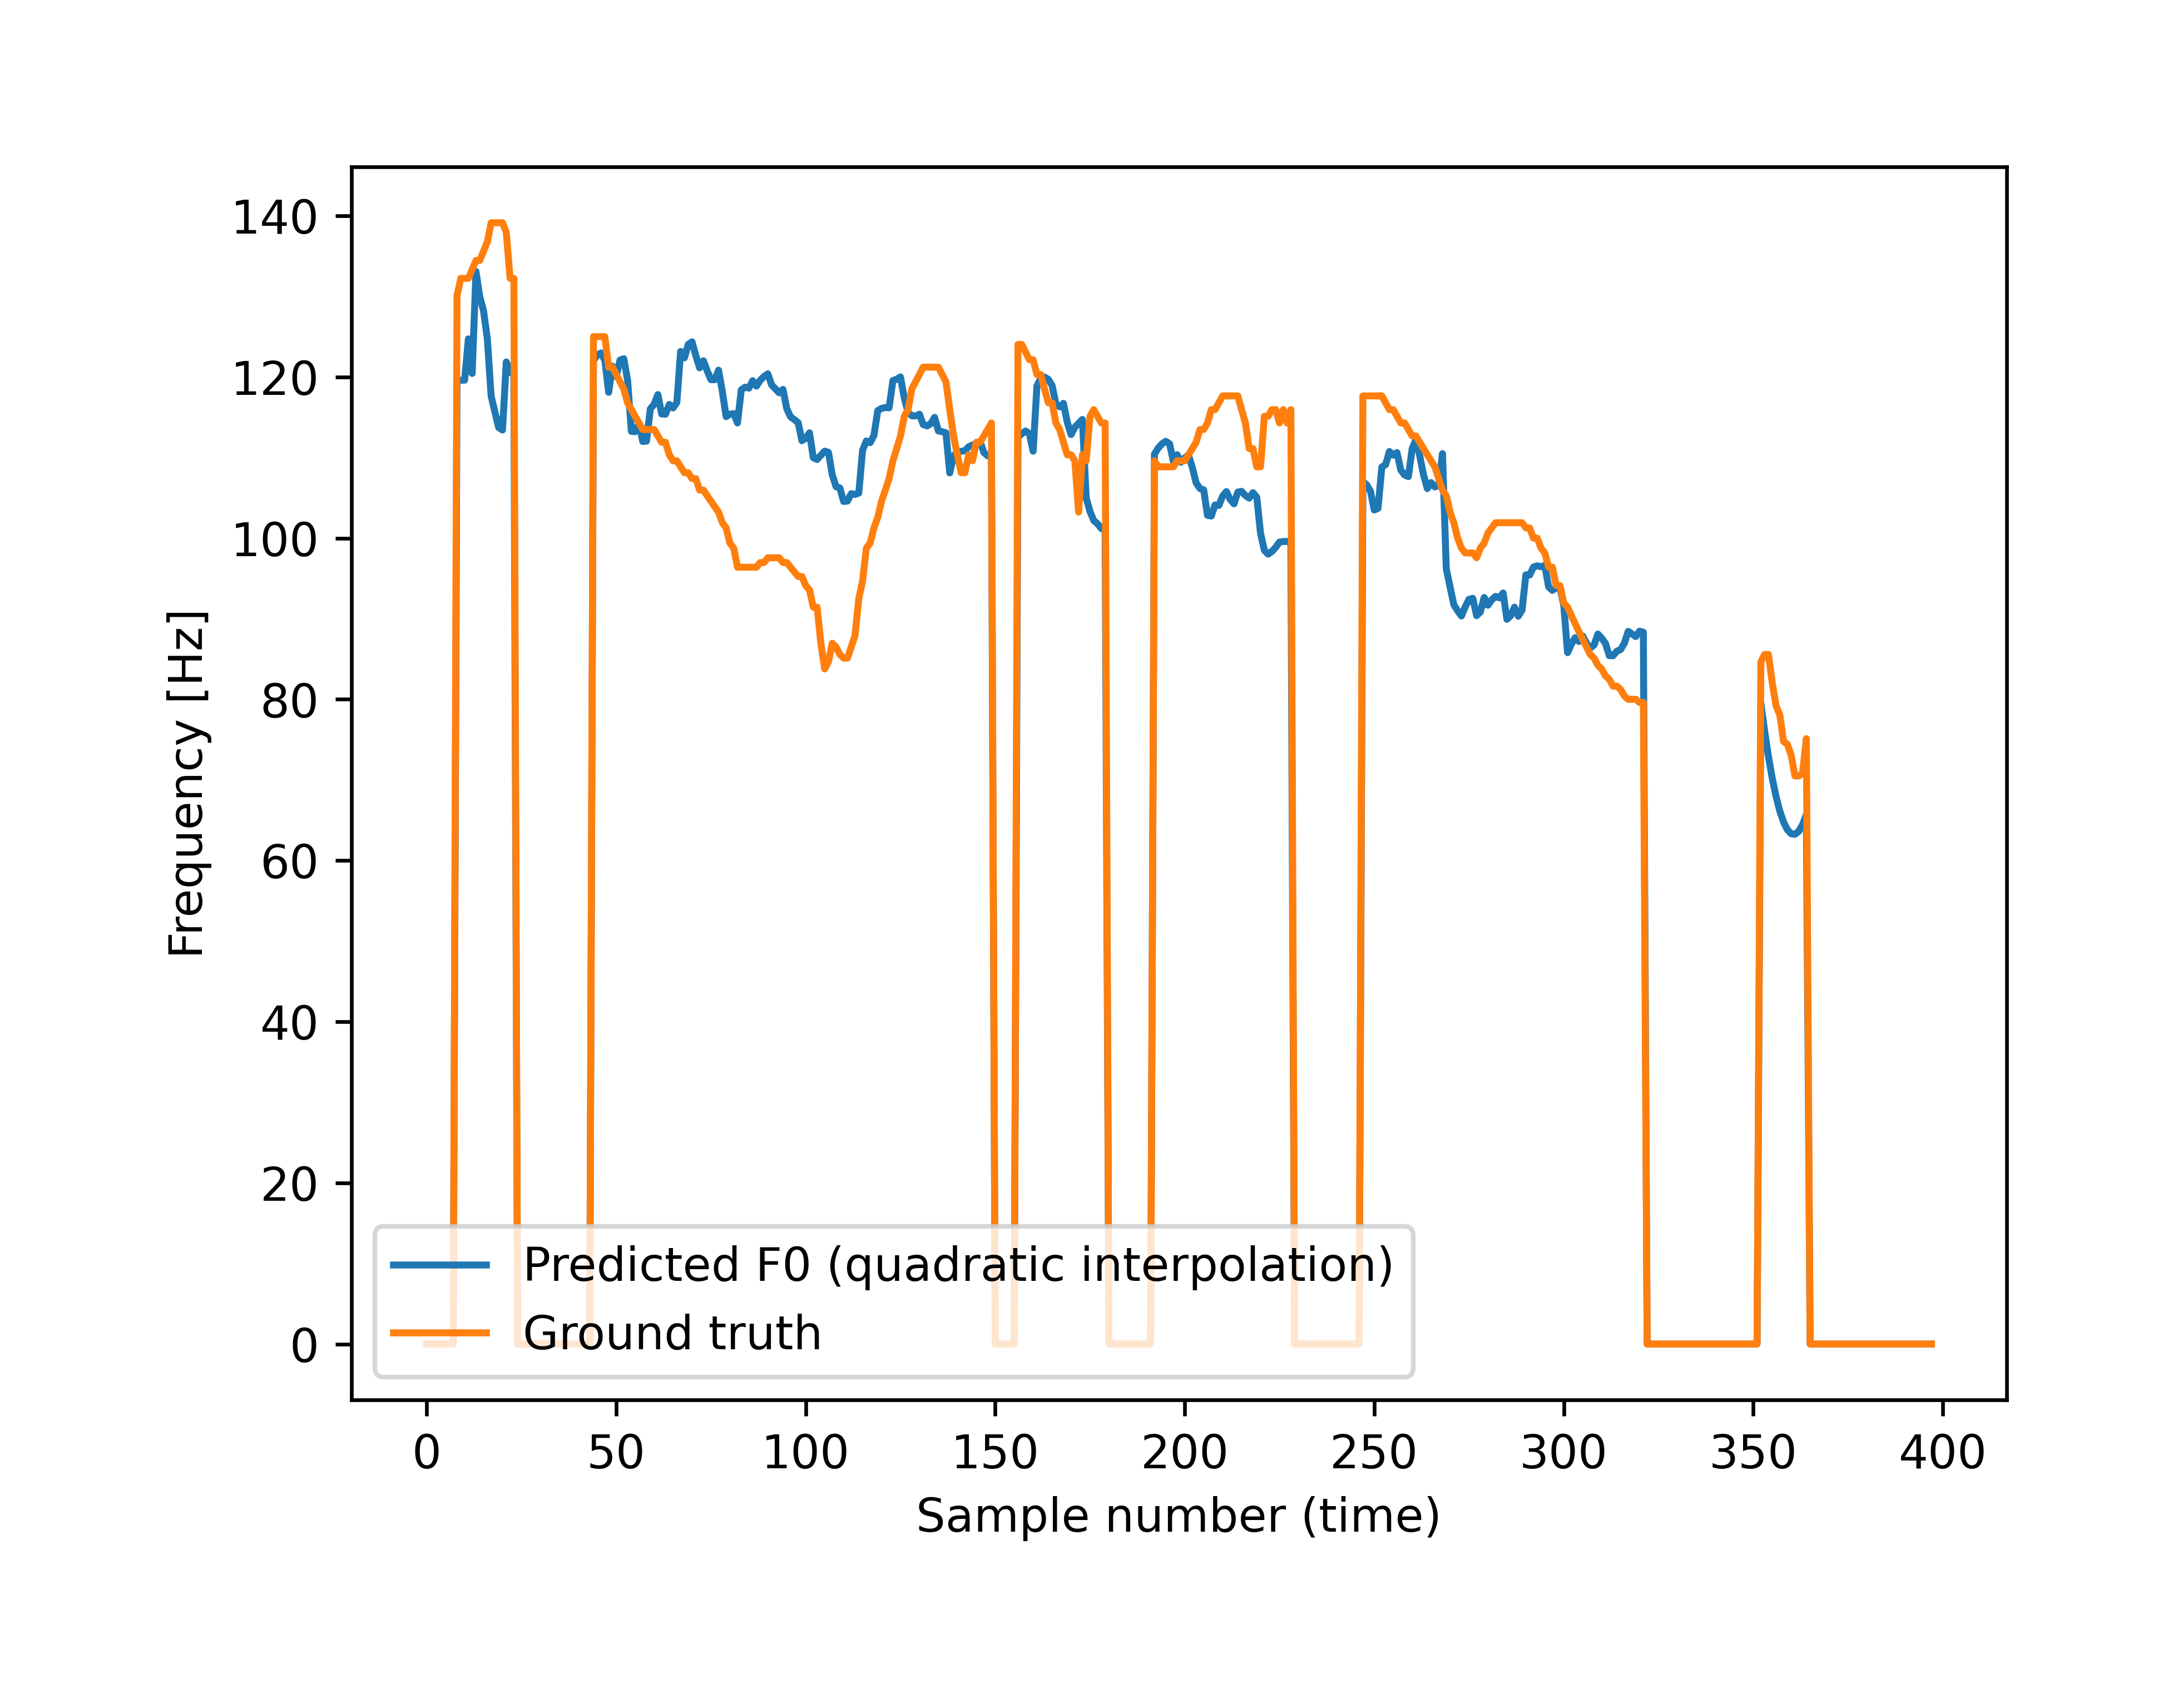 140
120
100
80
60
40
20
0
Frequency [Hz]
Predicted F0 (quadratic interpolation)
Ground truth
0 50 100 150 200 250 300 350 400
Sample number (time)